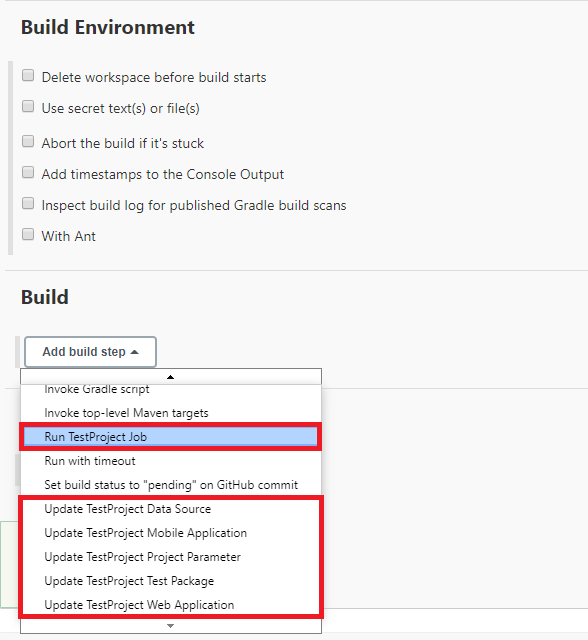 Build Environment
Delete workspace before build starts
Use secret text(s) or file(s)
Abort the build if it's stuck
Add timestamps to the Console Output
Inspect build log for published Gradle build scans
With Ant
Build
Add build step
Invoke Gradle script
Invoke top-level Maven targets
Run TestProject Job
Run with timeout
Set build status to "pending" on GitHub commit
Update TestProject Data Source
Update TestProject Mobile Application
Update TestProject Project Parameter
Update TestProject Test Package
Update TestProject Web Application